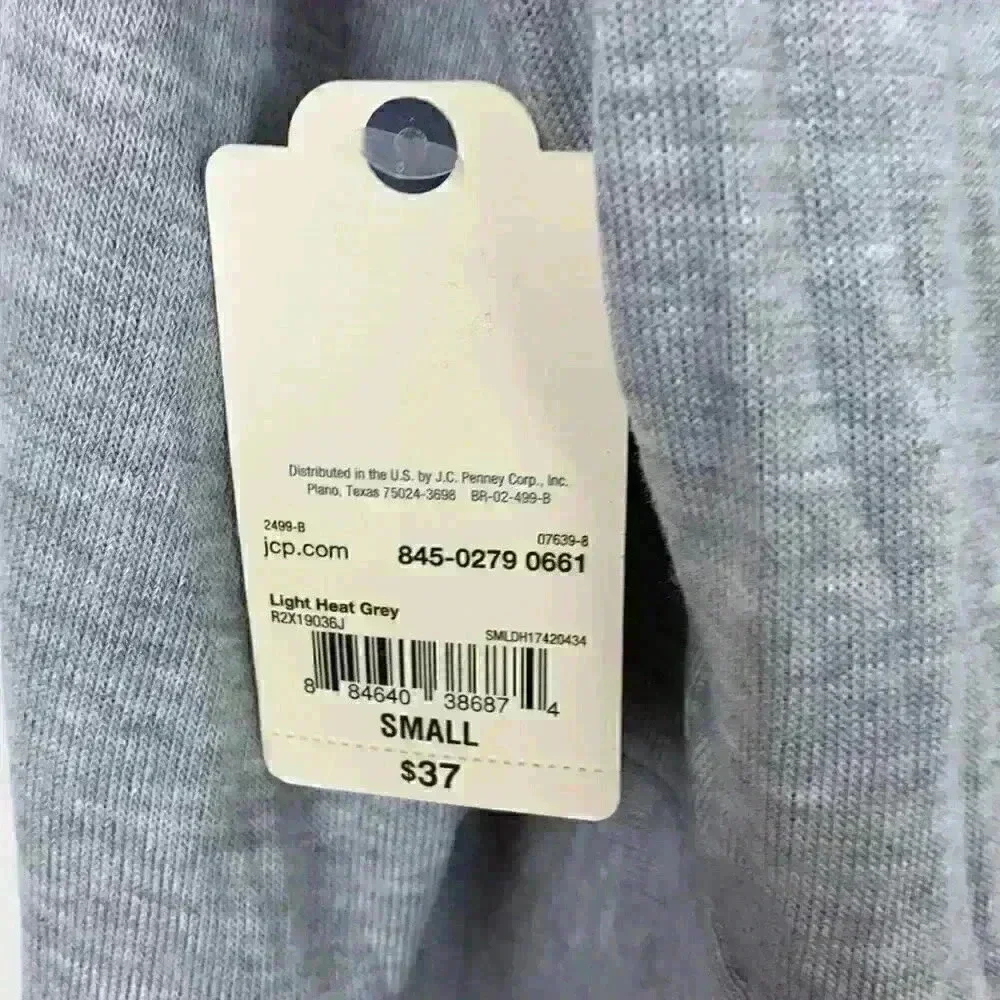 Distributed in the U.S. by J.C. Penney Corp., Inc.
Plano, Texas 75024-3698 BR-02-499-B
2499-B 07639-8
jcp.com 845-0279 0661
Light Heat Grey
R2X19036J SMLDH17420434
8 84640 38687 4
SMALL
$37